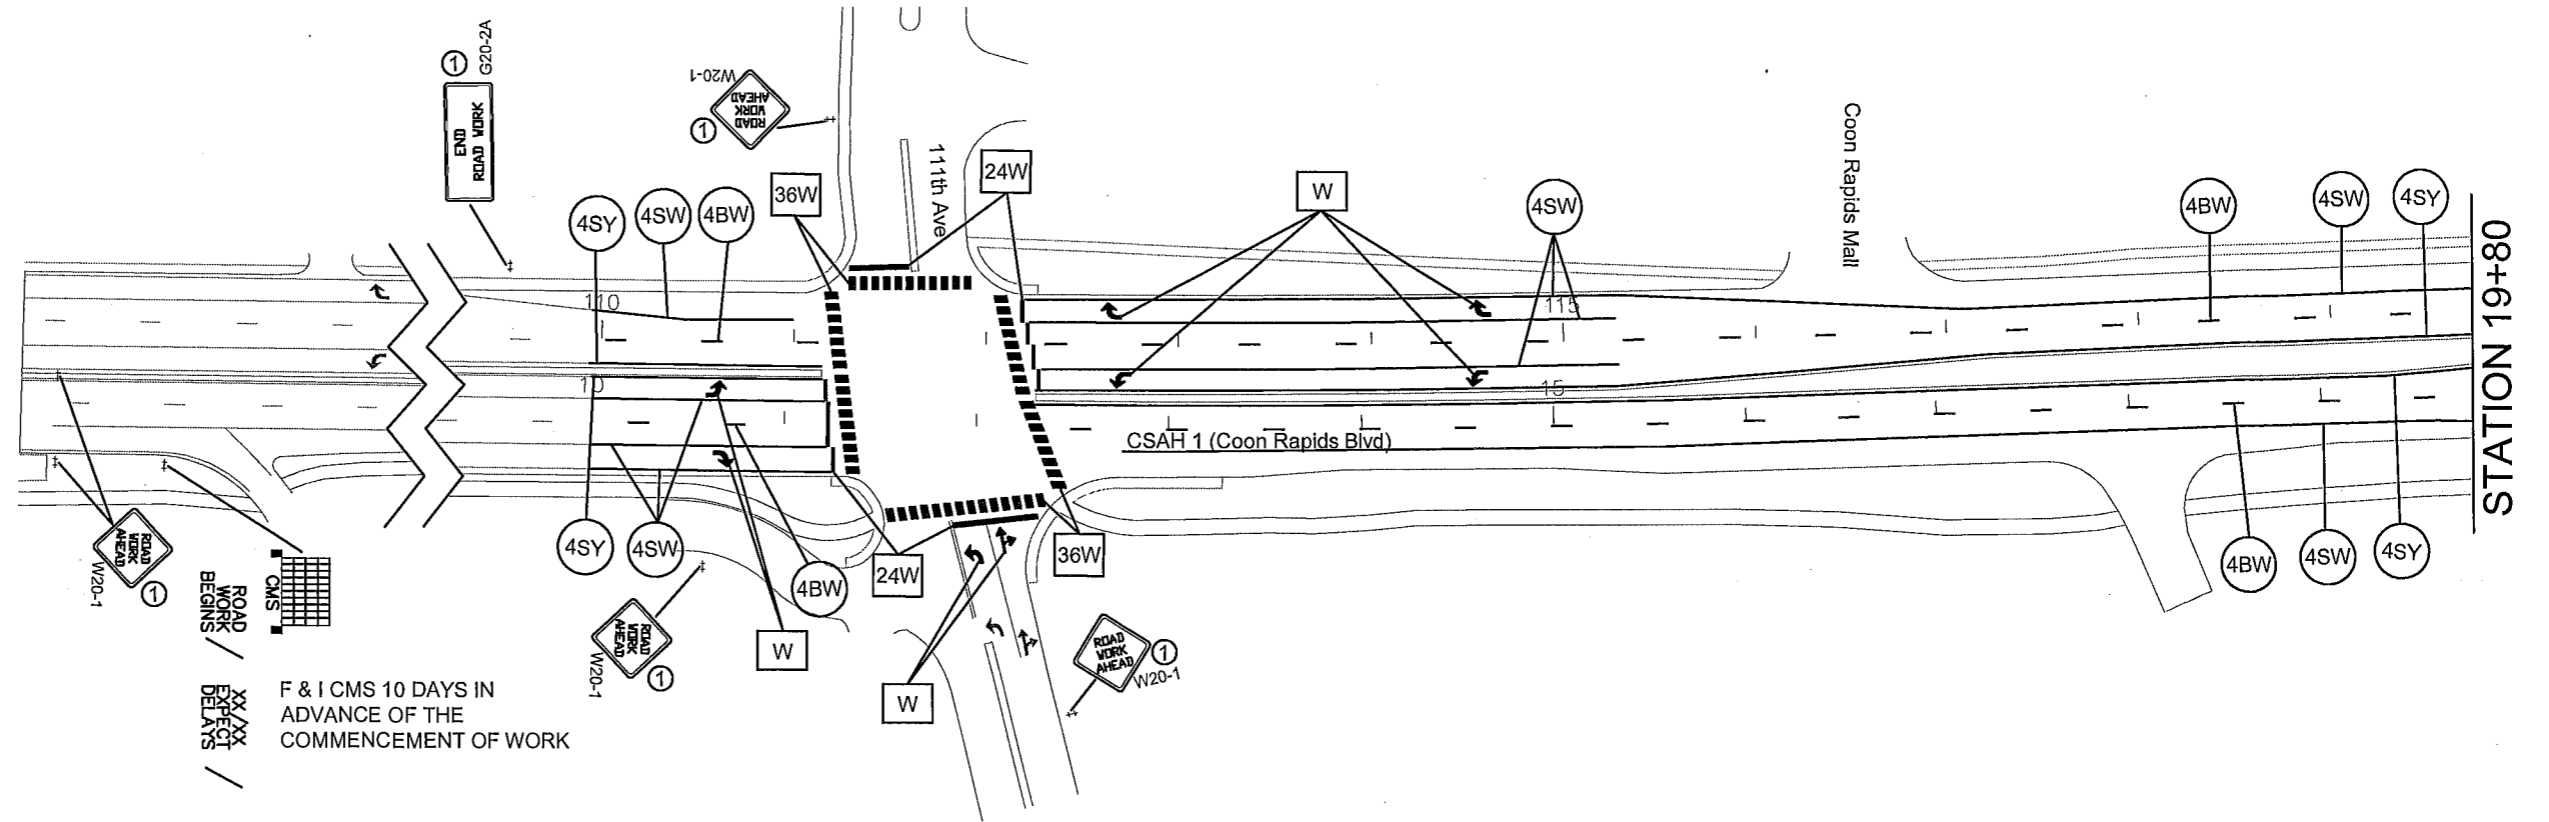 1
G20-2A
END
ROAD WORK
W20-1
ROAD
WORK
AHEAD
1
111th Ave
36W
24W
4SY
4SW
4BW
W
4SW
Coon Rapids Mall
4BW
4SW
4SY
STATION 19+80
110
115
10
15
CSAH 1 (Coon Rapids Blvd)
4SY
4SW
4BW
24W
36W
4BW
4SW
4SY
ROAD
WORK
AHEAD
W20-1
1
CMS
ROAD
WORK
BEGINS
XX/XX
EXPECT
DELAYS
F & I CMS 10 DAYS IN
ADVANCE OF THE
COMMENCEMENT OF WORK
ROAD
WORK
AHEAD
W20-1
1
W
W
ROAD
WORK
AHEAD
1
W20-1